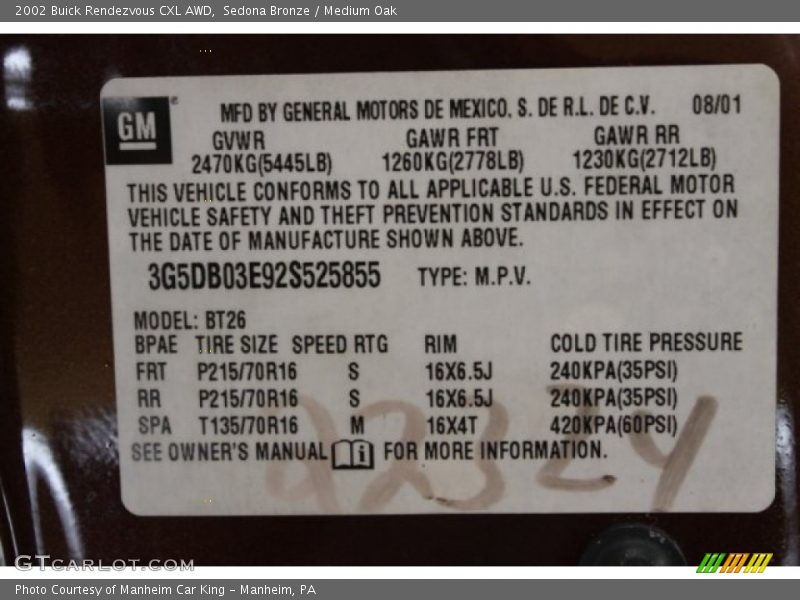 2002 Buick Rendezvous CXL AWD,  Sedona Bronze / Medium Oak
GM
MFD BY GENERAL MOTORS DE MEXICO, S. DE R.L. DE C.V. 08/01
GVWR GAWR FRT GAWR RR
2470KG(5445LB) 1260KG(2778LB) 1230KG(2712LB)
THIS VEHICLE CONFORMS TO ALL APPLICABLE U.S. FEDERAL MOTOR
VEHICLE SAFETY AND THEFT PREVENTION STANDARDS IN EFFECT ON
THE DATE OF MANUFACTURE SHOWN ABOVE.
3G5DB03E92S525855 TYPE: M.P.V.
MODEL: BT26
BPAE TIRE SIZE SPEED RTG RIM COLD TIRE PRESSURE
FRT P215/70R16 S 16X6.5J 240KPA(35PSI)
RR P215/70R16 S 16X6.5J 240KPA(35PSI)
SPA T135/70R16 M 16X4T 420KPA(60PSI)
SEE OWNER'S MANUAL i FOR MORE INFORMATION.
92324
GTCARLOT.COM
Photo Courtesy of Manheim Car King - Manheim, PA